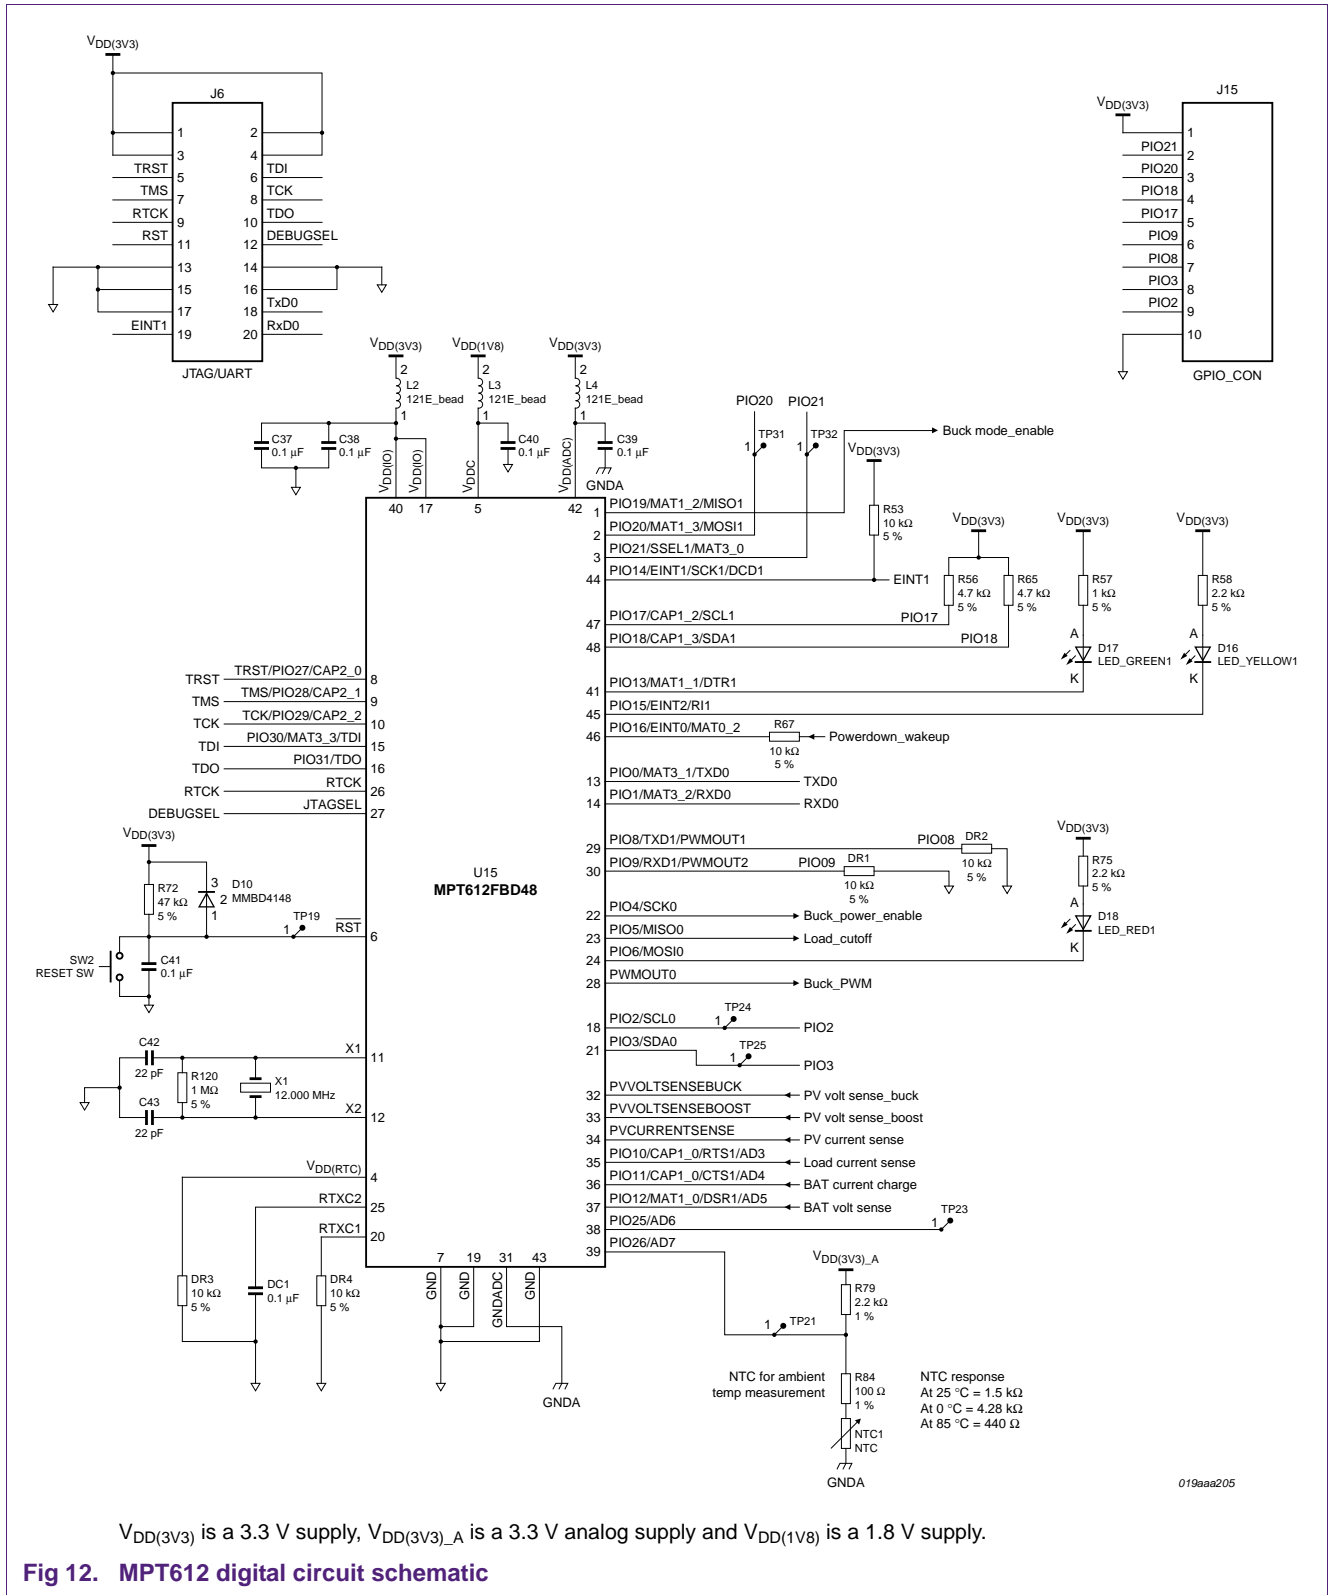 VDD(3V3)
J6
1 2
3 4
TRST 5 6 TDI
TMS 7 8 TCK
RTCK 9 10 TDO
RST 11 12 DEBUGSEL
13 14
15 16
17 18 TxD0
EINT1 19 20 RxD0
JTAG/UART
J15
VDD(3V3)
1
PIO21 2
PIO20 3
PIO18 4
PIO17 5
PIO9 6
PIO8 7
PIO3 8
PIO2 9
10
GPIO_CON
VDD(3V3) VDD(1V8) VDD(3V3)
2 2 2
L2 L3 L4
121E_bead 121E_bead 121E_bead
1 1 1
C37 C38 C40 C39
0.1 μF 0.1 μF 0.1 μF 0.1 μF
GNDA
VDD(IO) VDD(IO) VDDC VDD(ADC)
40 17 5 42
PIO20 PIO21
1 TP31 1 TP32
Buck mode_enable
VDD(3V3)
R53
10 kΩ
5 %
PIO19/MAT1_2/MISO1
1
PIO20/MAT1_3/MOSI1
2
PIO21/SSEL1/MAT3_0
3
PIO14/EINT1/SCK1/DCD1
44 EINT1
VDD(3V3)
R56 R65
4.7 kΩ 4.7 kΩ
5 % 5 %
PIO17/CAP1_2/SCL1 PIO17
47
PIO18/CAP1_3/SDA1 PIO18
48
VDD(3V3)
R57
1 kΩ
5 %
A
D17
LED_GREEN1
K
VDD(3V3)
R58
2.2 kΩ
5 %
A
D16
LED_YELLOW1
K
PIO13/MAT1_1/DTR1
41
PIO15/EINT2/RI1
45
PIO16/EINT0/MAT0_2
46
R67
10 kΩ
5 %
Powerdown_wakeup
PIO0/MAT3_1/TXD0
13 TXD0
PIO1/MAT3_2/RXD0
14 RXD0
TRST TRST/PIO27/CAP2_0 8
TMS TMS/PIO28/CAP2_1 9
TCK TCK/PIO29/CAP2_2 10
TDI PIO30/MAT3_3/TDI 15
TDO PIO31/TDO 16
RTCK RTCK 26
DEBUGSEL JTAGSEL 27
U15
MPT612FBD48
PIO8/TXD1/PWMOUT1 PIO08 DR2
29 10 kΩ
5 %
PIO9/RXD1/PWMOUT2 PIO09 DR1
30 10 kΩ
5 %
VDD(3V3)
R75
2.2 kΩ
5 %
A
D18
LED_RED1
K
PIO4/SCK0
22 Buck_power_enable
PIO5/MISO0
23 Load_cutoff
PIO6/MOSI0
24
PWMOUT0
28 Buck_PWM
VDD(3V3)
R72
47 kΩ
5 %
3
2
1
D10
MMBD4148
1 TP19
RST 6
SW2
RESET SW
C41
0.1 μF
PIO2/SCL0 1 TP24
18 PIO2
PIO3/SDA0 1 TP25
21 PIO3
C42
22 pF
R120
1 MΩ
5 %
X1
12.000 MHz
C43
22 pF
X1 11
X2 12
PVVOLTSENSEBUCK
32 PV volt sense_buck
PVVOLTSENSEBOOST
33 PV volt sense_boost
PVCURRENTSENSE
34 PV current sense
PIO10/CAP1_0/RTS1/AD3
35 Load current sense
PIO11/CAP1_0/CTS1/AD4
36 BAT current charge
PIO12/MAT1_0/DSR1/AD5
37 BAT volt sense
PIO25/AD6 1 TP23
38
PIO26/AD7
39
VDD(RTC) 4
RTXC2 25
RTXC1 20
7 19 31 43
GND GND GNDADC GND
DR3
10 kΩ
5 %
DC1
0.1 μF
DR4
10 kΩ
5 %
GNDA
VDD(3V3)_A
R79
2.2 kΩ
1 %
1 TP21
R84
100 Ω
1 %
NTC1
NTC
GNDA
NTC for ambient
temp measurement
NTC response
At 25 °C = 1.5 kΩ
At 0 °C = 4.28 kΩ
At 85 °C = 440 Ω
019aaa205
VDD(3V3) is a 3.3 V supply, VDD(3V3)_A is a 3.3 V analog supply and VDD(1V8) is a 1.8 V supply.
Fig 12. MPT612 digital circuit schematic